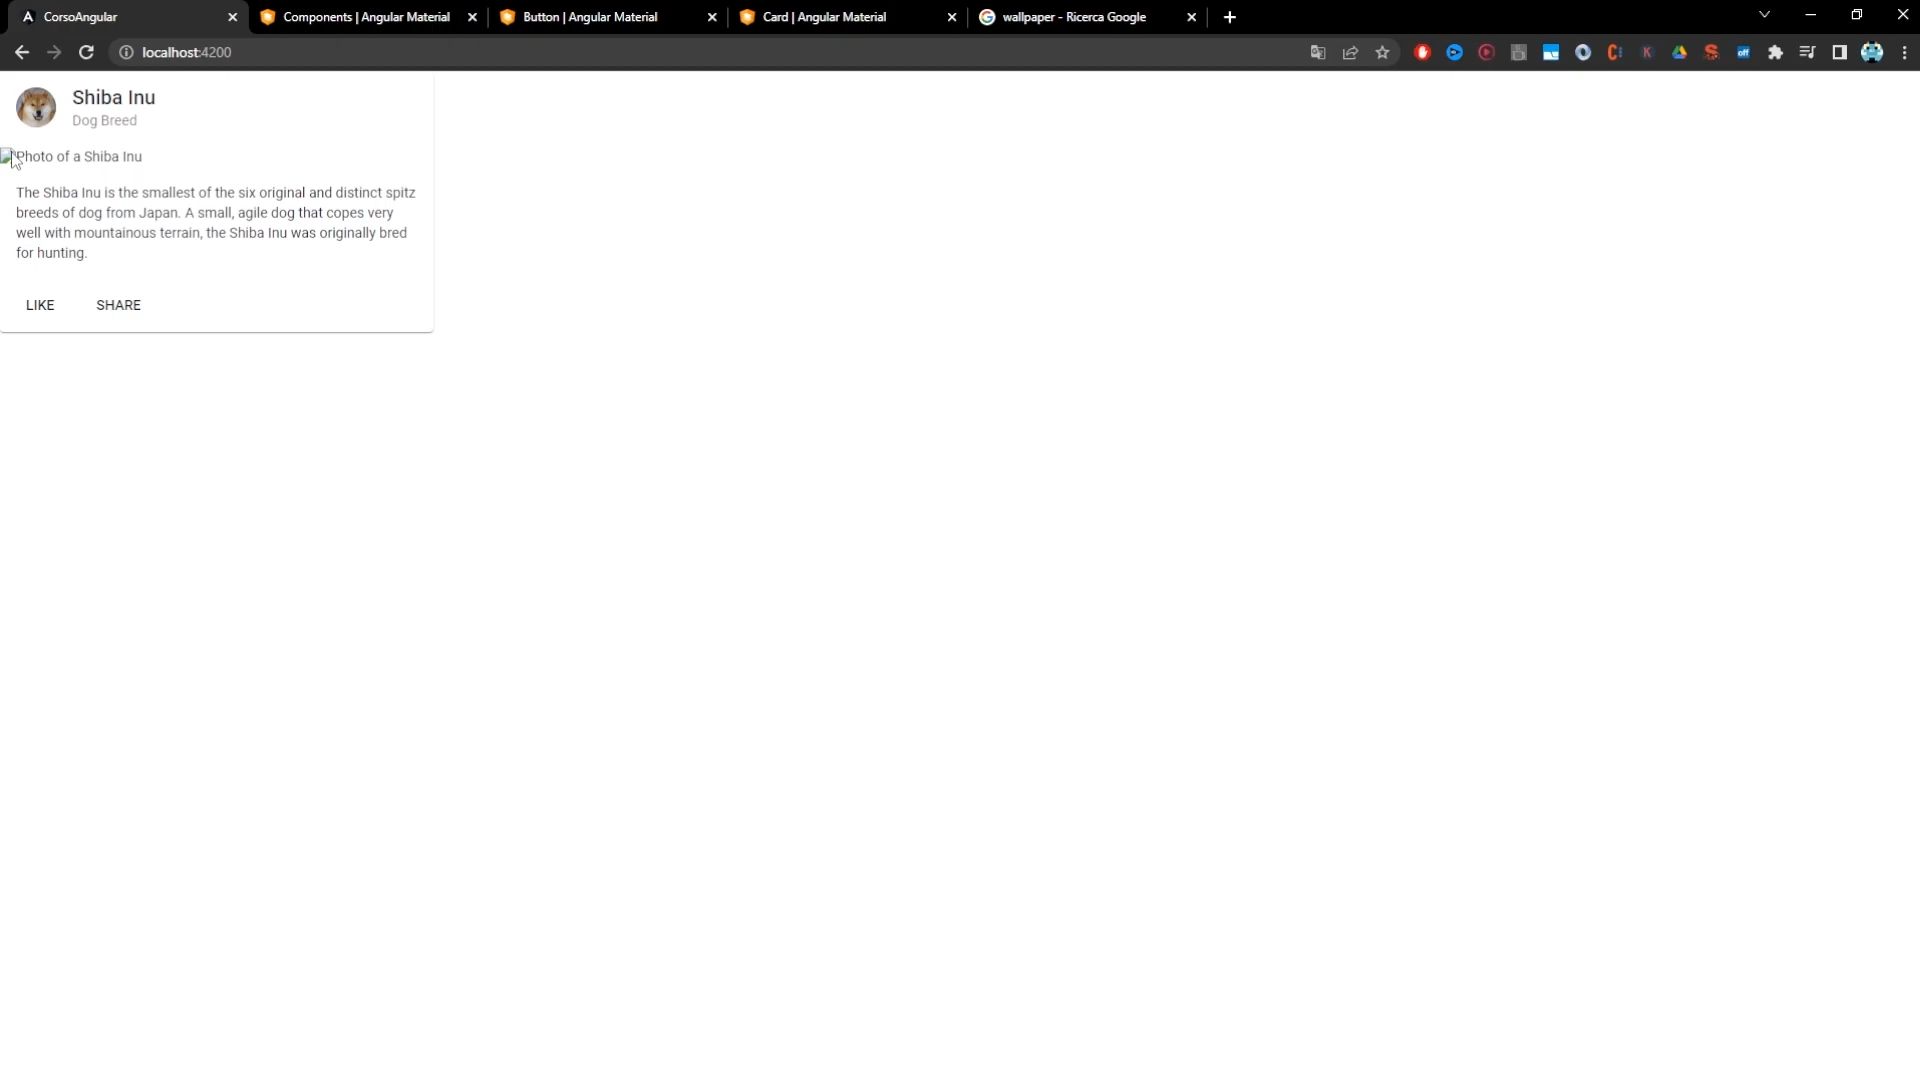 CorsoAngular
Components | Angular Material
Button | Angular Material
Card | Angular Material
wallpaper - Ricerca Google
localhost:4200
off
Shiba Inu
Dog Breed
Photo of a Shiba Inu
The Shiba Inu is the smallest of the six original and distinct spitz
breeds of dog from Japan. A small, agile dog that copes very
well with mountainous terrain, the Shiba Inu was originally bred
for hunting.
LIKE SHARE